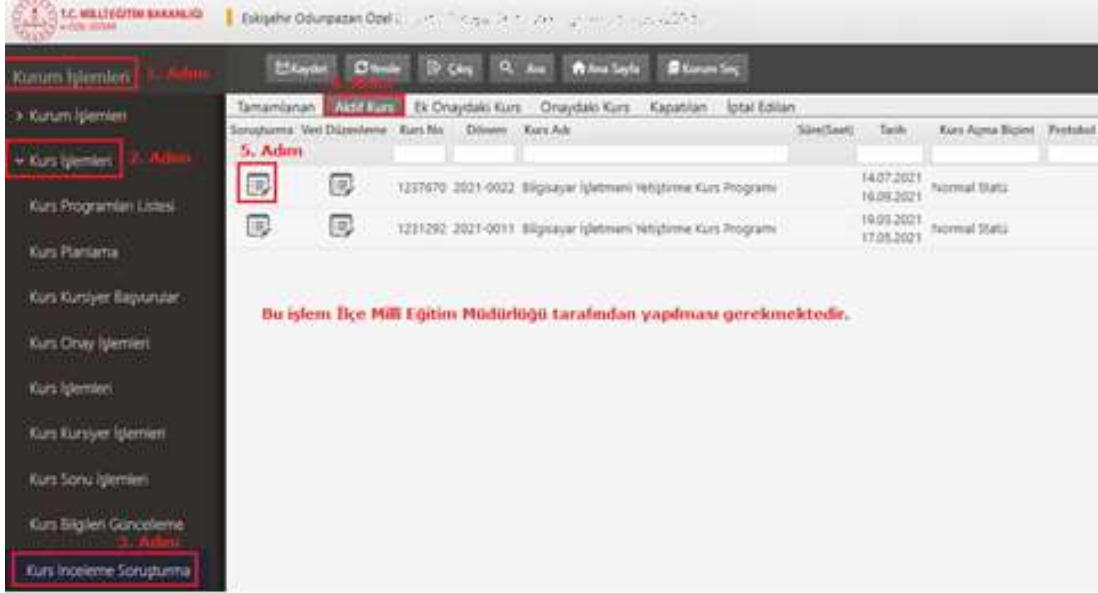 T.C. MİLLÎ EĞİTİM BAKANLIĞI
Eskişehir Odunpazarı Özel
Kurum İşlemleri 1. Adım
Kaydet Yenile Çıkış Ara Ana Sayfa Kurum Seç
> Kurum İşlemleri
Tamamlanan Aktif Kurs Ek Onaydaki Kurs Onaydaki Kurs Kapatılan İptal Edilen
Soruşturma Veri Düzenleme Kurs No Dönem Kurs Adı Süre(Saat) Tarih Kurs Açma Biçimi Protokol
5. Adım
Kurs İşlemleri 2. Adım
1237670 2021-0022 Bilgisayar İşletmeni Yetiştirme Kurs Programı 14.07.2021 16.09.2021 Normal Statü
1231292 2021-0011 Bilgisayar İşletmeni Yetiştirme Kurs Programı 19.03.2021 17.05.2021 Normal Statü
Kurs Programları Listesi
Kurs Planlama
Kurs Kursiyer Başvurular
Bu işlem İlçe Millî Eğitim Müdürlüğü tarafından yapılması gerekmektedir.
Kurs Onay İşlemleri
Kurs İşlemleri
Kurs Kursiyer İşlemleri
Kurs Sonu İşlemleri
Kurs Bilgileri Güncelleme
3. Adım
Kurs İnceleme Soruşturma